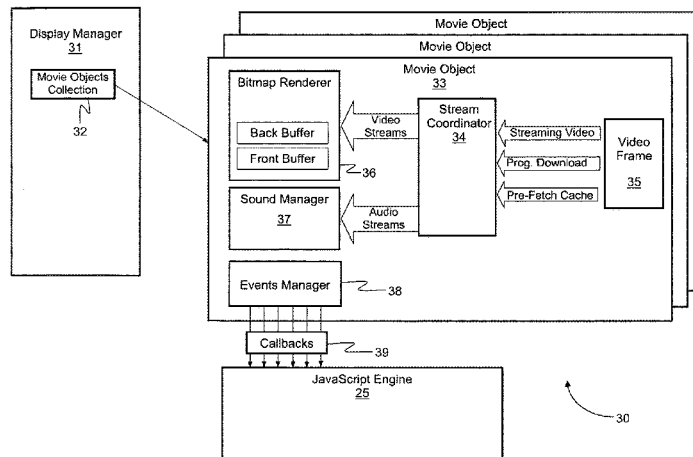 Movie Object
Movie Object
Movie Object
33
Display Manager
31
Movie Objects
Collection
32
Bitmap Renderer
Back Buffer
Front Buffer
36
Video
Streams
Stream
Coordinator
34
Streaming Video
Prog. Download
Pre-Fetch Cache
Video
Frame
35
Sound Manager
37
Audio
Streams
Events Manager
38
Callbacks
39
JavaScript Engine
25
30